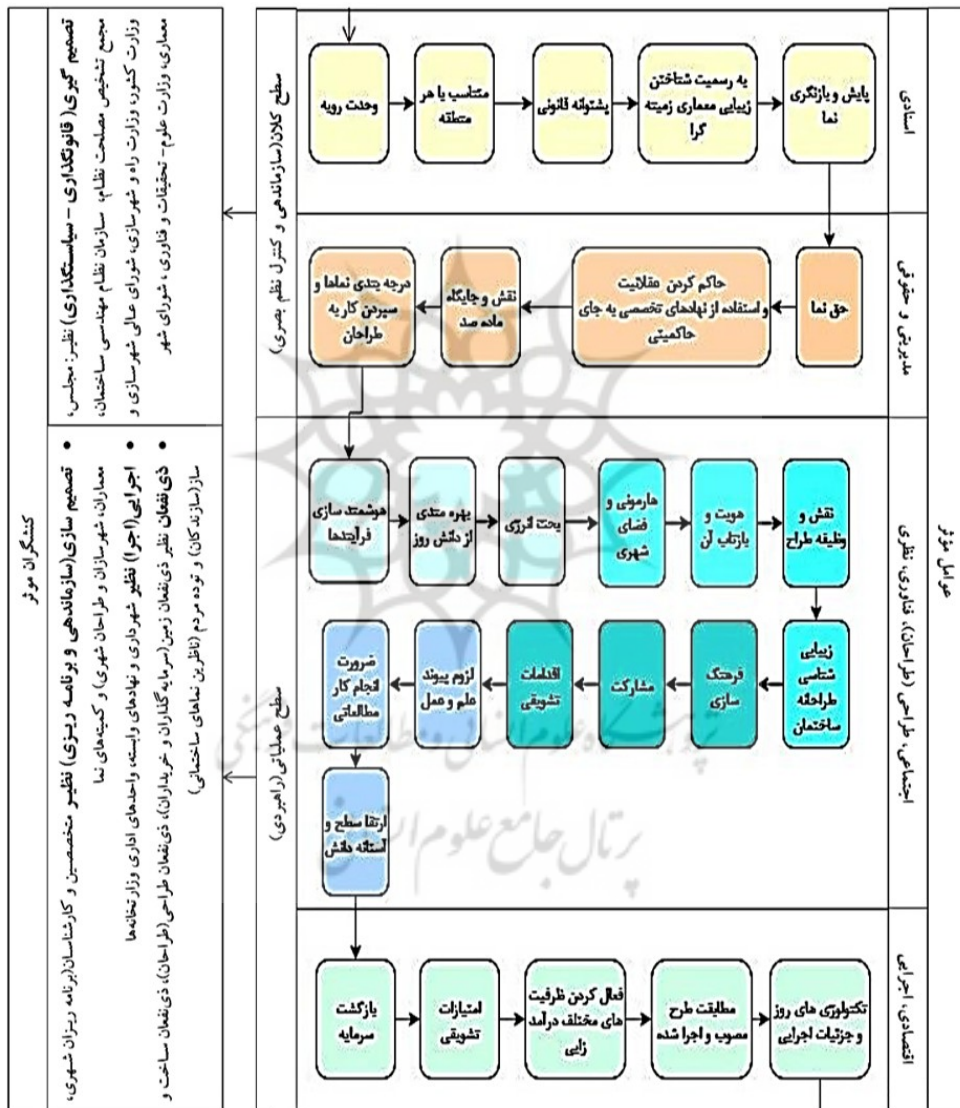 عوامل مؤثر
اسنادی
پایش و بازنگری
نما
به رسمیت شناختن
زیبایی معماری زمینه
گرا
پشتوانه قانونی
متناسب با هر
منطقه
وحدت رویه
مدیریتی و حقوقی
حق نما
حاکم کردن عقلانیت
و استفاده از نهادهای تخصصی به جای
حاکمیتی
نقش و جایگاه
ماده صد
درجه بندی نماها و
سپردن کار به
طراحان
اجتماعی، طراحی (طراحان)، فناوری، نظری
نقش و
وظیفه طراح
هویت و
بازتاب آن
هارمونی و
فضای
شهری
بحث انرژی
بهره مندی
از دانش روز
هوشمند سازی
فرآیندها
زیبایی
شناسی
طراحانه
ساختمان
فرهنگ
سازی
مشارکت
اقدامات
تشویقی
لزوم پیوند
علم و عمل
ضرورت
انجام کار
مطالعاتی
ارتقا سطح و
آستانه دانش
اقتصادی، اجرایی
تکنولوژی های روز
و جزئیات اجرایی
مطابقت طرح
مصوب و اجرا شده
فعال کردن ظرفیت
های مختلف درآمد
زایی
امتیازات
تشویقی
بازگشت
سرمایه
سطح کلان(سازماندهی و کنترل نظم بصری)
سطح عملیاتی(راهبردی)
تصمیم گیری( قانونگذاری - سیاستگذاری) نظیر: مجلس،
مجمع تشخیص مصلحت نظام، سازمان نظام مهندسی ساختمان،
وزارت کشور، وزارت راه و شهرسازی، شورای عالی شهرسازی و
معماری، وزارت علوم - تحقیقات و فناوری، شورای شهر
• تصمیم سازی(سازماندهی و برنامه ریزی) نظیر متخصصین و کارشناسان(برنامه ریزان شهری،
معماران، شهرسازان و طراحان شهری) و کمیته‌های نما
• اجرایی(اجرا) نظیر شهرداری و نهادهای وابسته، واحدهای اداری وزارتخانه‌ها
• ذی‌نفعان نظیر ذی‌نفعان زمین(سرمایه گذاران و خریداران)، ذی‌نفعان طراحی(طراحان)، ذی‌نفعان ساخت و
ساز(سازندگان) و توده مردم (ناظرین نماهای ساختمانی)
کنشگران موثر
پژوهشگاه علوم انسانی و مطالعات فرهنگی
پرتال جامع علوم انسانی